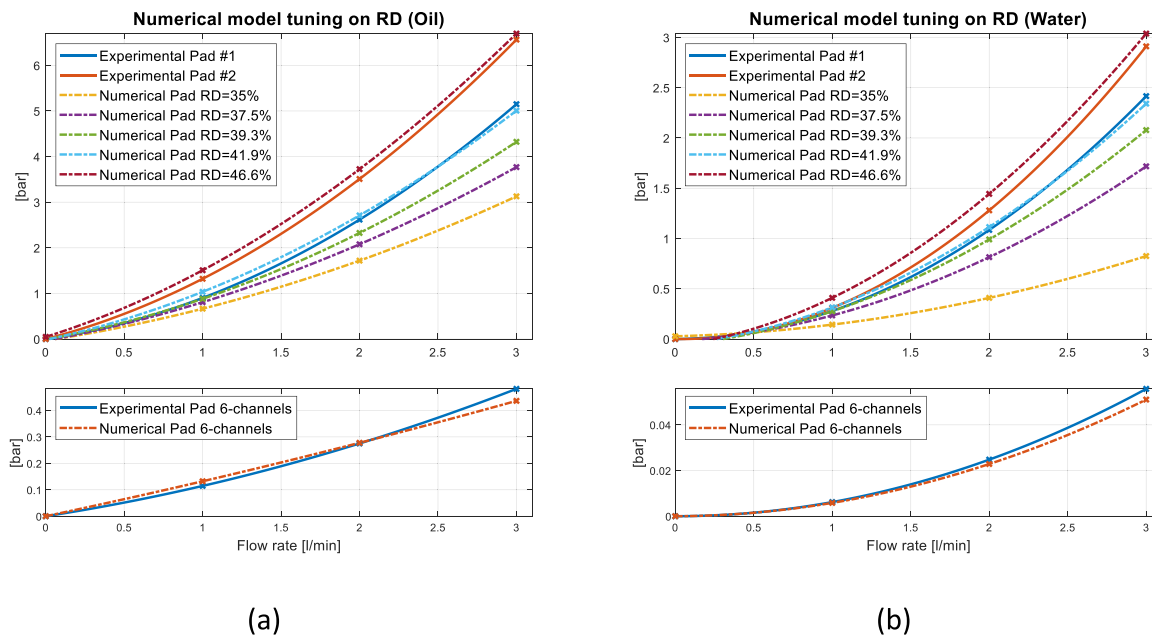 Numerical model tuning on RD (Oil)
6
5
4
3
2
1
0
[bar]
Experimental Pad #1
Experimental Pad #2
Numerical Pad RD=35%
Numerical Pad RD=37.5%
Numerical Pad RD=39.3%
Numerical Pad RD=41.9%
Numerical Pad RD=46.6%
0 0.5 1 1.5 2 2.5 3
0.4
0.3
0.2
0.1
0
[bar]
Experimental Pad 6-channels
Numerical Pad 6-channels
0 0.5 1 1.5 2 2.5 3
Flow rate [l/min]
(a)
Numerical model tuning on RD (Water)
3
2.5
2
1.5
1
0.5
0
[bar]
Experimental Pad #1
Experimental Pad #2
Numerical Pad RD=35%
Numerical Pad RD=37.5%
Numerical Pad RD=39.3%
Numerical Pad RD=41.9%
Numerical Pad RD=46.6%
0 0.5 1 1.5 2 2.5 3
0.04
0.02
0
[bar]
Experimental Pad 6-channels
Numerical Pad 6-channels
0 0.5 1 1.5 2 2.5 3
Flow rate [l/min]
(b)